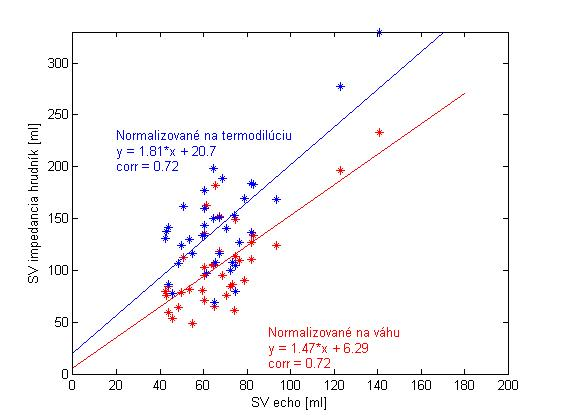 300
250
200
150
100
50
0
SV impedancia hrudník [ml]
Normalizované na termodilúciu
y = 1.81*x + 20.7
corr = 0.72
Normalizované na váhu
y = 1.47*x + 6.29
corr = 0.72
0 20 40 60 80 100 120 140 160 180 200
SV echo [ml]